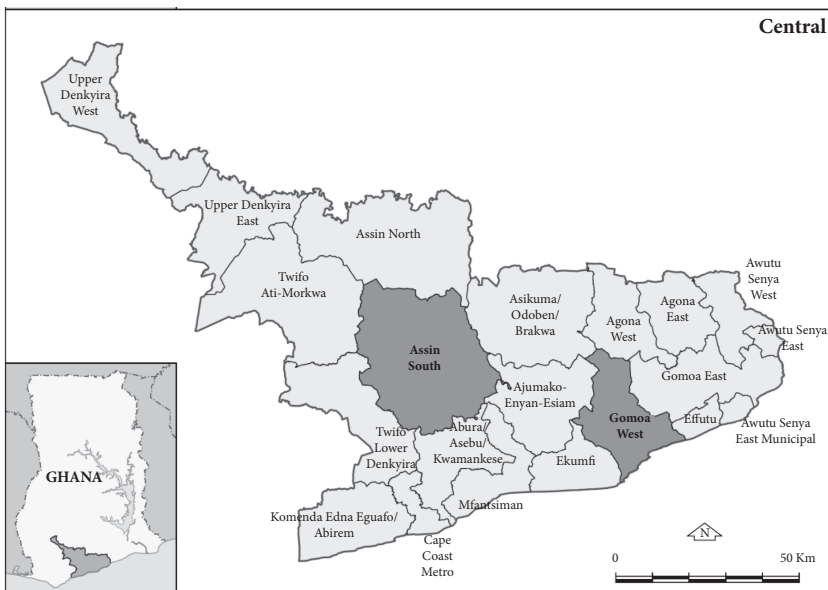 Central
Upper
Denkyira
West
Upper Denkyira
East
Assin North
Twifo
Ati-Morkwa
Asikuma/
Odoben/
Brakwa
Agona
West
Agona
East
Awutu
Senya
West
Awutu Senya
East
Assin
South
Ajumako-
Enyan-Esiam
Gomoa East
Gomoa
West
Effutu
Awutu Senya
East Municipal
Twifo
Lower
Denkyira
Abura/
Asebu/
Kwamankese
Ekumfi
Mfantsiman
Komenda Edna Eguafo/
Abirem
Cape
Coast
Metro
GHANA
N
0
50 Km